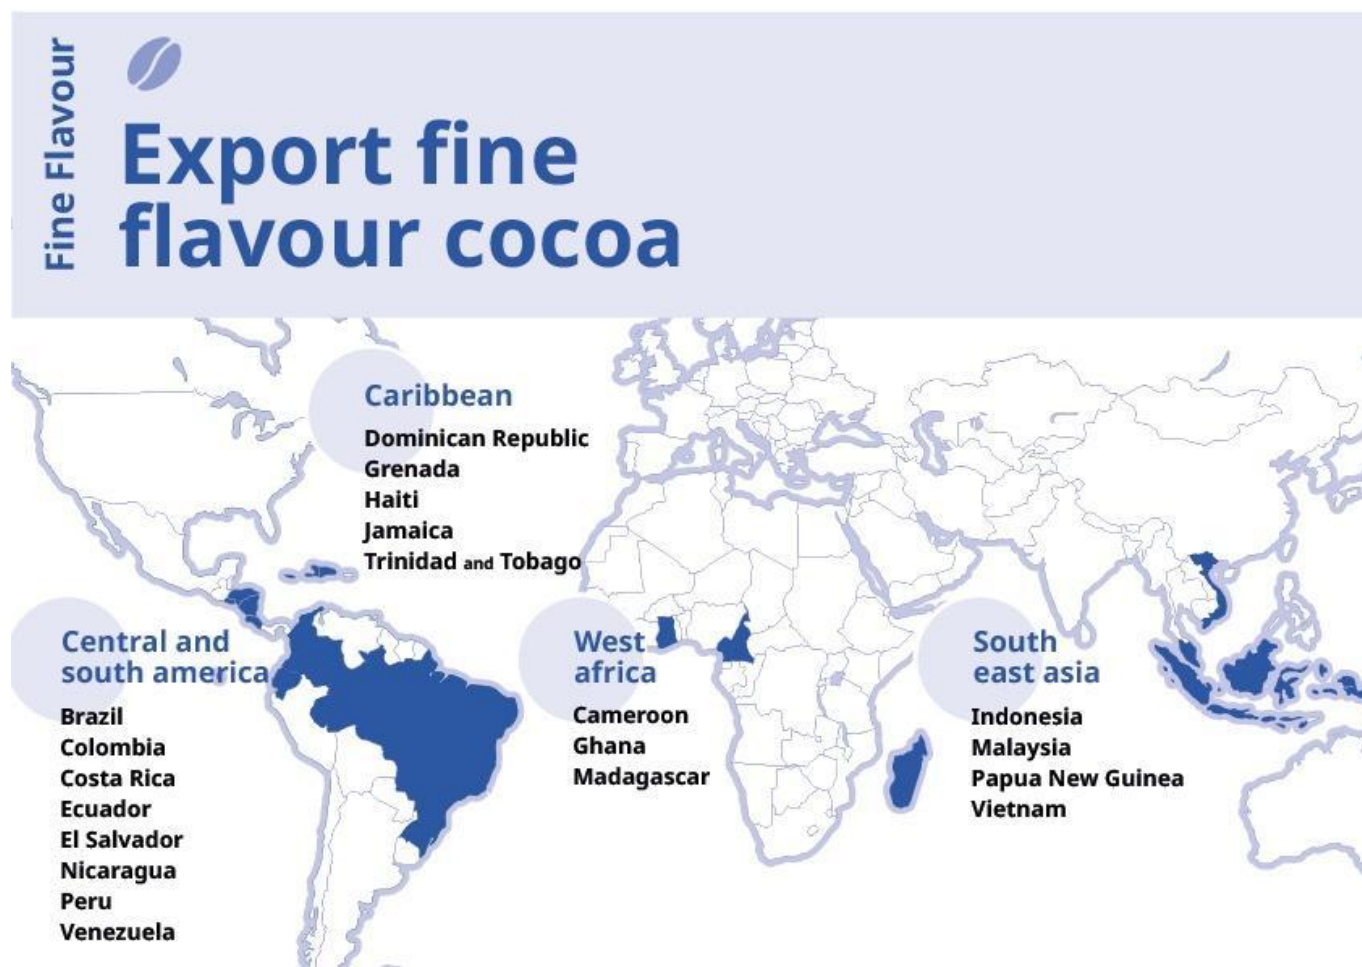 Fine Flavour
Export fine
flavour cocoa
Caribbean
Dominican Republic
Grenada
Haiti
Jamaica
Trinidad and Tobago
Central and
south america
Brazil
Colombia
Costa Rica
Ecuador
El Salvador
Nicaragua
Peru
Venezuela
West
africa
Cameroon
Ghana
Madagascar
South
east asia
Indonesia
Malaysia
Papua New Guinea
Vietnam